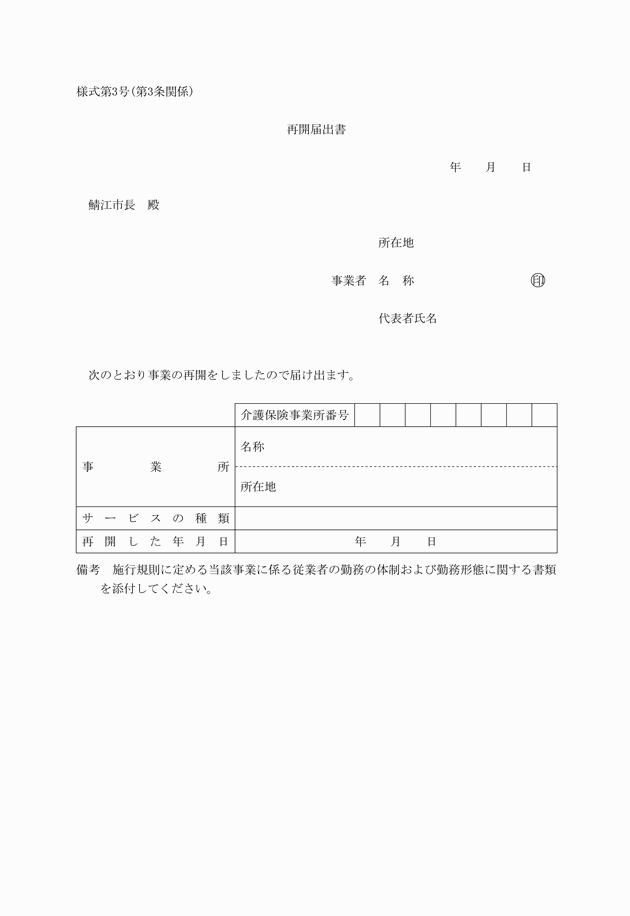 様式第3号(第3条関係)
再開届出書
年　　月　　日
鯖江市長　殿
所在地
事業者　名　称　㊞
代表者氏名
次のとおり事業の再開をしましたので届け出ます。
介護保険事業所番号
事業所
名称
所在地
サービスの種類
再開した年月日　年　　月　　日
備考　施行規則に定める当該事業に係る従業者の勤務の体制および勤務形態に関する書類
を添付してください。